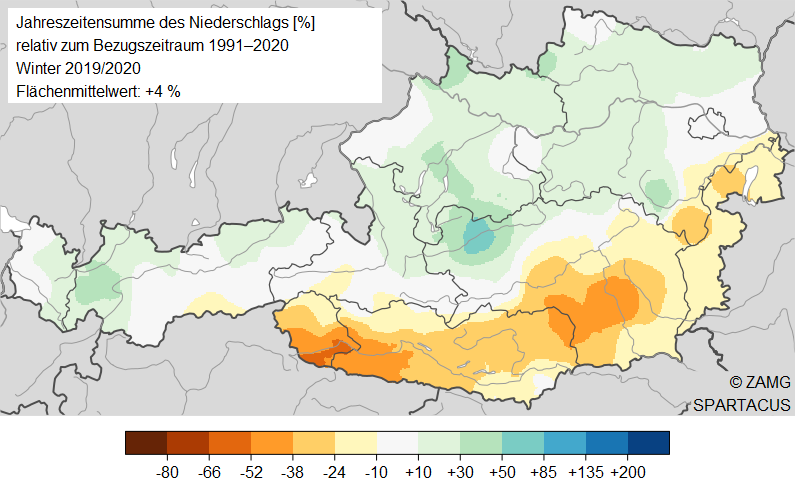 Jahreszeitensumme des Niederschlags [%]
relativ zum Bezugszeitraum 1991–2020
Winter 2019/2020
Flächenmittelwert: +4 %
© ZAMG
SPARTACUS
-80 -66 -52 -38 -24 -10 +10 +30 +50 +85 +135 +200